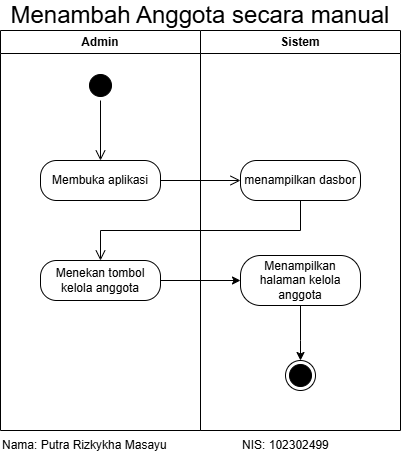 Menambah Anggota secara manual
Admin
Sistem
Membuka aplikasi
menampilkan dasbor
Menekan tombol
kelola anggota
Menampilkan
halaman kelola
anggota
Nama: Putra Rizkykha Masayu
NIS: 102302499